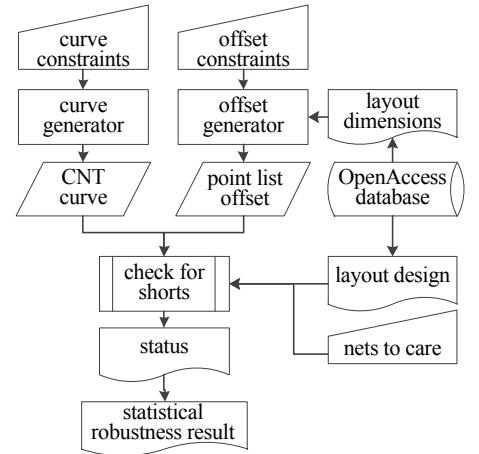 curve
constraints
offset
constraints
curve
generator
offset
generator
layout
dimensions
CNT
curve
point list
offset
OpenAccess
database
check for
shorts
layout design
status
nets to care
statistical
robustness result